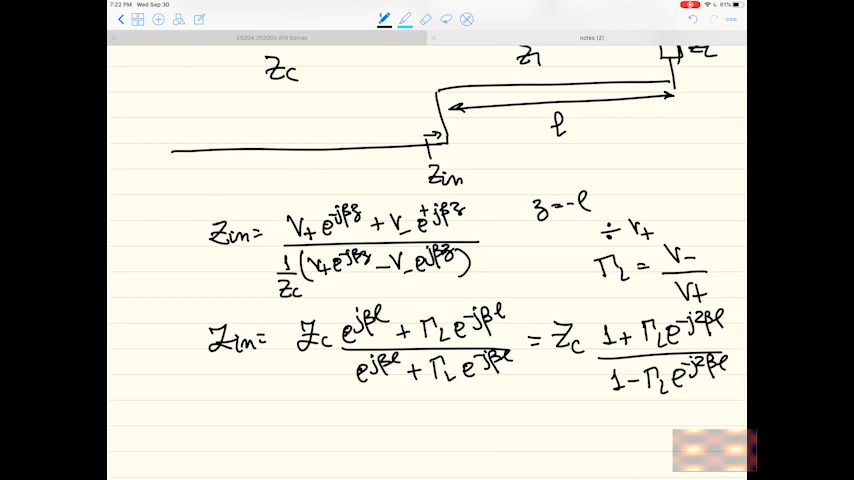 7:22 PM Wed Sep 30
61%
EE204 202003 A10 Borras
notes (2)
Zc
Z1
ZL
l
Zin
Zin = (V+ e^-jβz + V- e^+jβz) / (1/Zc (V+ e^-jβz - V- e^jβz))
z = -l
÷ V+
ΓL = V- / V+
Zin = Zc (e^jβl + ΓL e^-jβl) / (e^jβl + ΓL e^-jβl) = Zc (1 + ΓL e^-j2βl) / (1 - ΓL e^-j2βl)